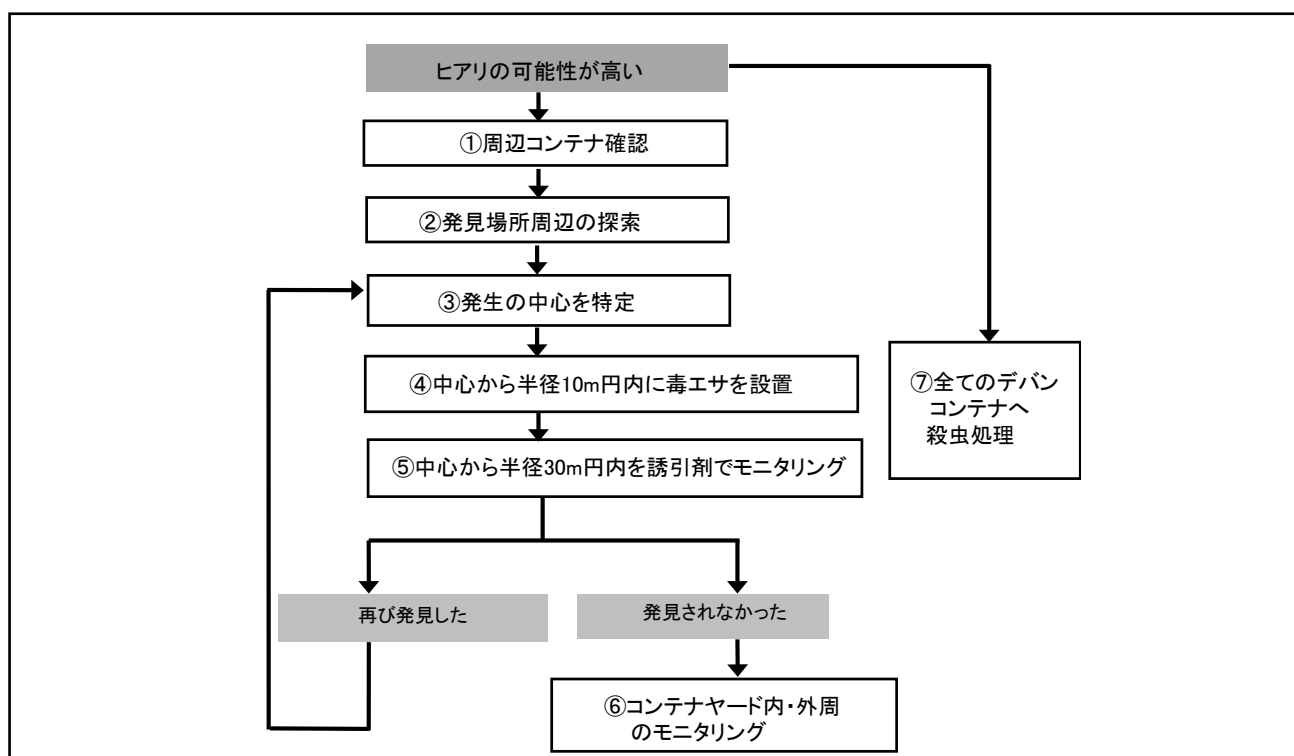 ヒアリの可能性が高い
①周辺コンテナ確認
②発見場所周辺の探索
③発生の中心を特定
④中心から半径10m円内に毒エサを設置
⑤中心から半径30m円内を誘引剤でモニタリング
⑦全てのデバン
コンテナへ
殺虫処理
再び発見した
発見されなかった
⑥コンテナヤード内・外周
のモニタリング